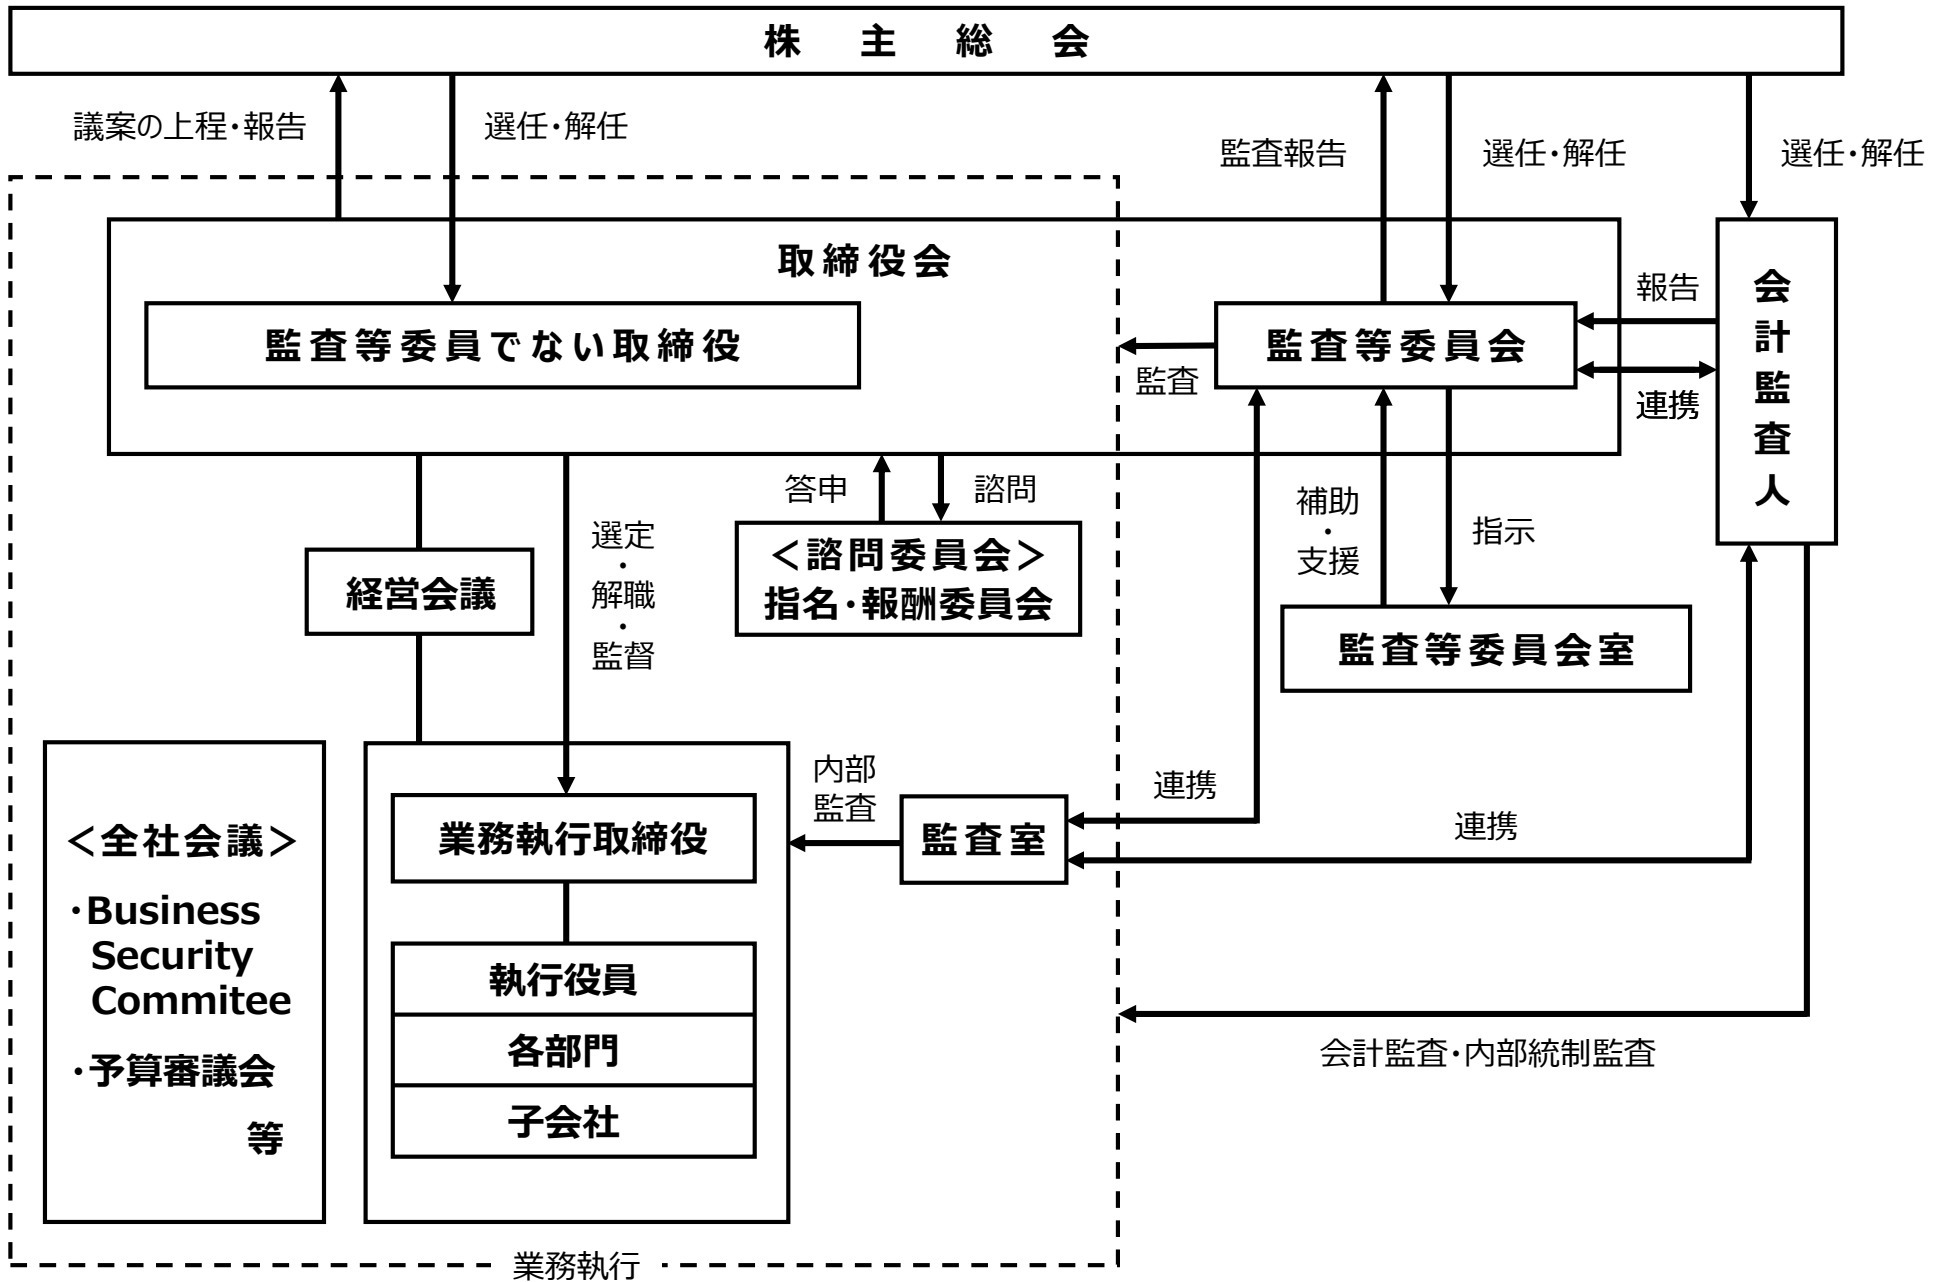 株主総会
議案の上程・報告
選任・解任
監査報告
選任・解任
選任・解任
取締役会
監査等委員でない取締役
監査等委員会
会計監査人
報告
連携
監査
答申
諮問
補助
・
支援
指示
選定
・
解職
・
監督
経営会議
＜諮問委員会＞
指名・報酬委員会
監査等委員会室
内部
監査
連携
連携
業務執行取締役
監査室
＜全社会議＞
・Business
Security
Commitee
・予算審議会
等
執行役員
各部門
子会社
会計監査・内部統制監査
業務執行